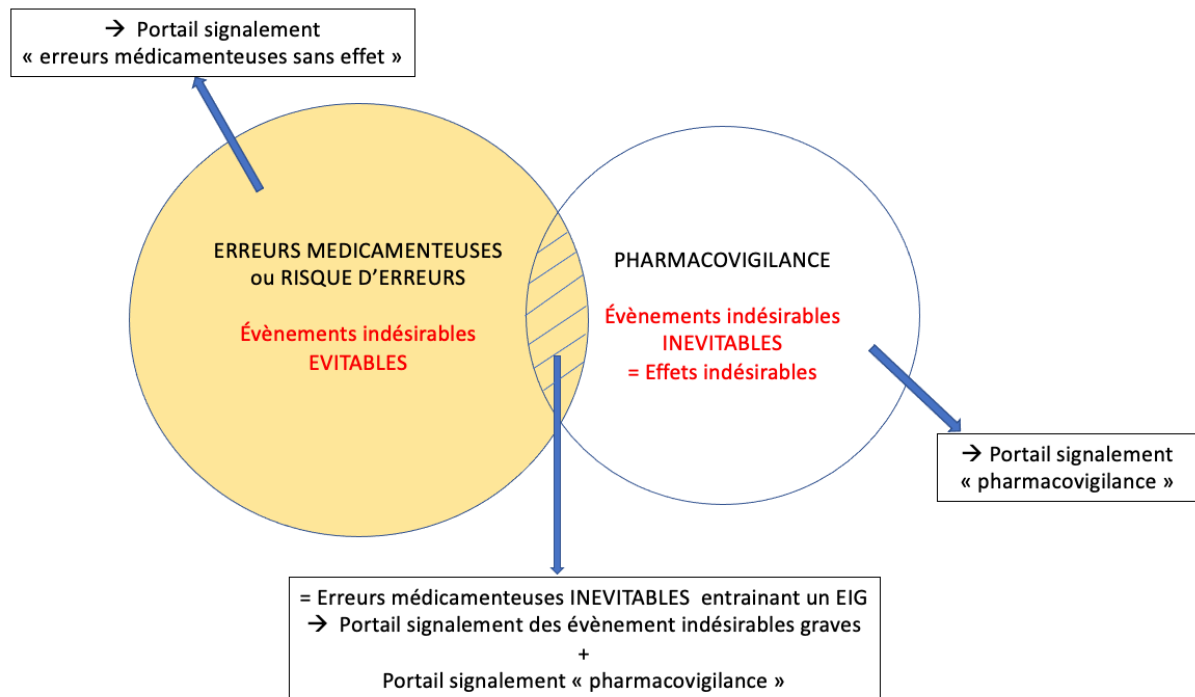 → Portail signalement
« erreurs médicamenteuses sans effet »
ERREURS MEDICAMENTEUSES
ou RISQUE D’ERREURS
Évènements indésirables
EVITABLES
PHARMACOVIGILANCE
Évènements indésirables
INEVITABLES
= Effets indésirables
→ Portail signalement
« pharmacovigilance »
= Erreurs médicamenteuses INEVITABLES entrainant un EIG
→ Portail signalement des évènement indésirables graves
+
Portail signalement « pharmacovigilance »